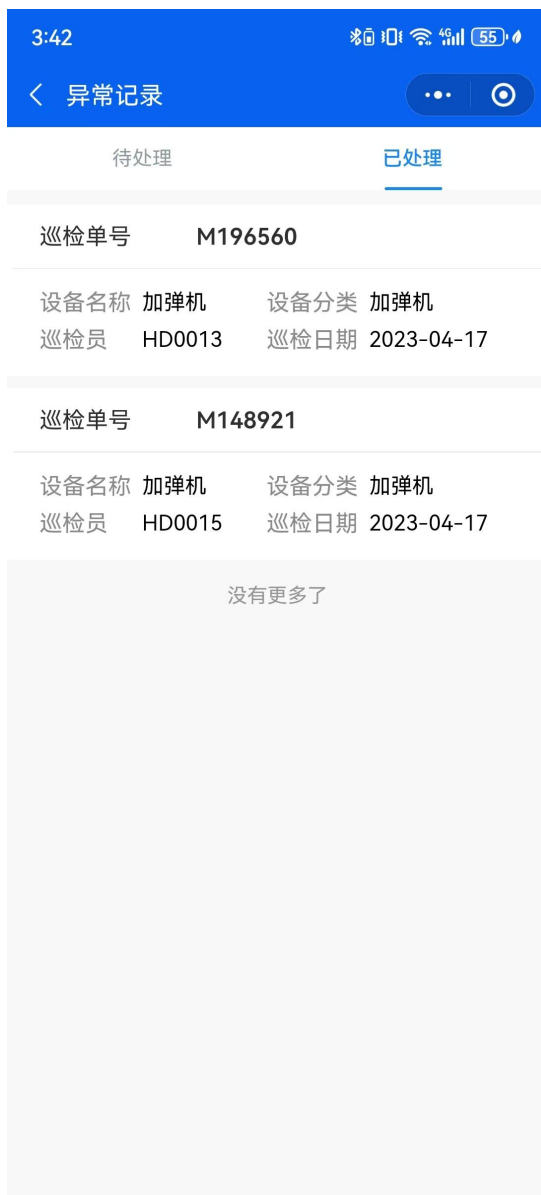 3:42 4G 55
异常记录
待处理 已处理
巡检单号 M196560
设备名称 加弹机 设备分类 加弹机
巡检员 HD0013 巡检日期 2023-04-17
巡检单号 M148921
设备名称 加弹机 设备分类 加弹机
巡检员 HD0015 巡检日期 2023-04-17
没有更多了